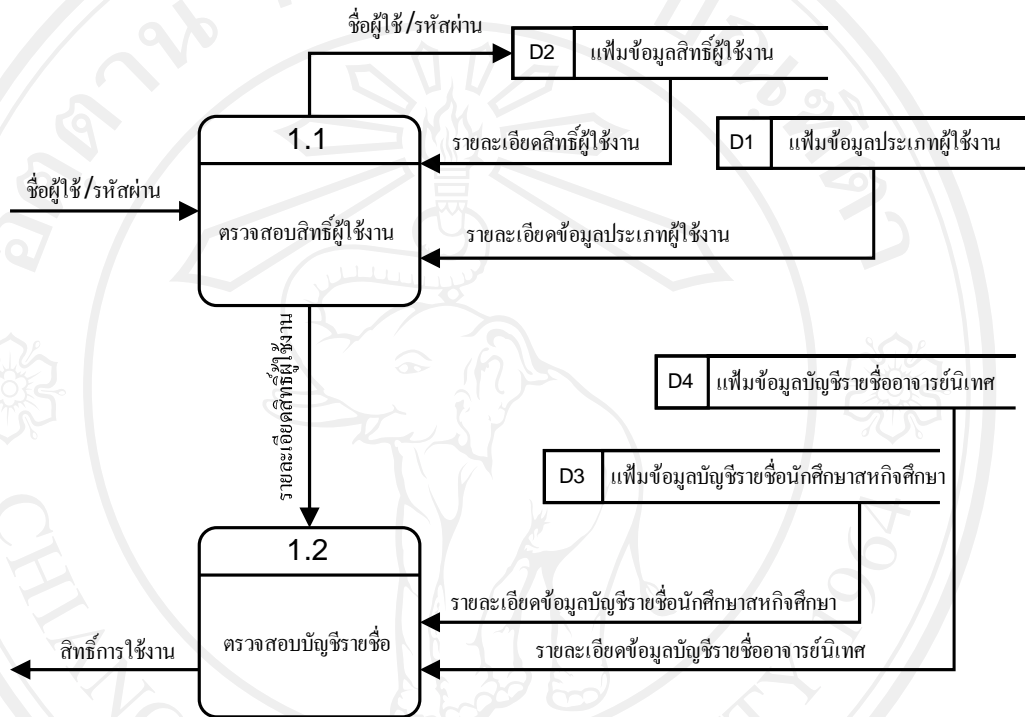 ชื่อผู้ใช้ /รหัสผ่าน
D2 แฟ้มข้อมูลสิทธิ์ผู้ใช้งาน
1.1
รายละเอียดสิทธิ์ผู้ใช้งาน
D1 แฟ้มข้อมูลประเภทผู้ใช้งาน
ชื่อผู้ใช้ /รหัสผ่าน
ตรวจสอบสิทธิ์ผู้ใช้งาน
รายละเอียดข้อมูลประเภทผู้ใช้งาน
รายละเอียดสิทธิ์ผู้ใช้งาน
D4 แฟ้มข้อมูลบัญชีรายชื่ออาจารย์นิเทศ
D3 แฟ้มข้อมูลบัญชีรายชื่อนักศึกษาสหกิจศึกษา
1.2
รายละเอียดข้อมูลบัญชีรายชื่อนักศึกษาสหกิจศึกษา
ตรวจสอบบัญชีรายชื่อ
สิทธิ์การใช้งาน
รายละเอียดข้อมูลบัญชีรายชื่ออาจารย์นิเทศ
1964